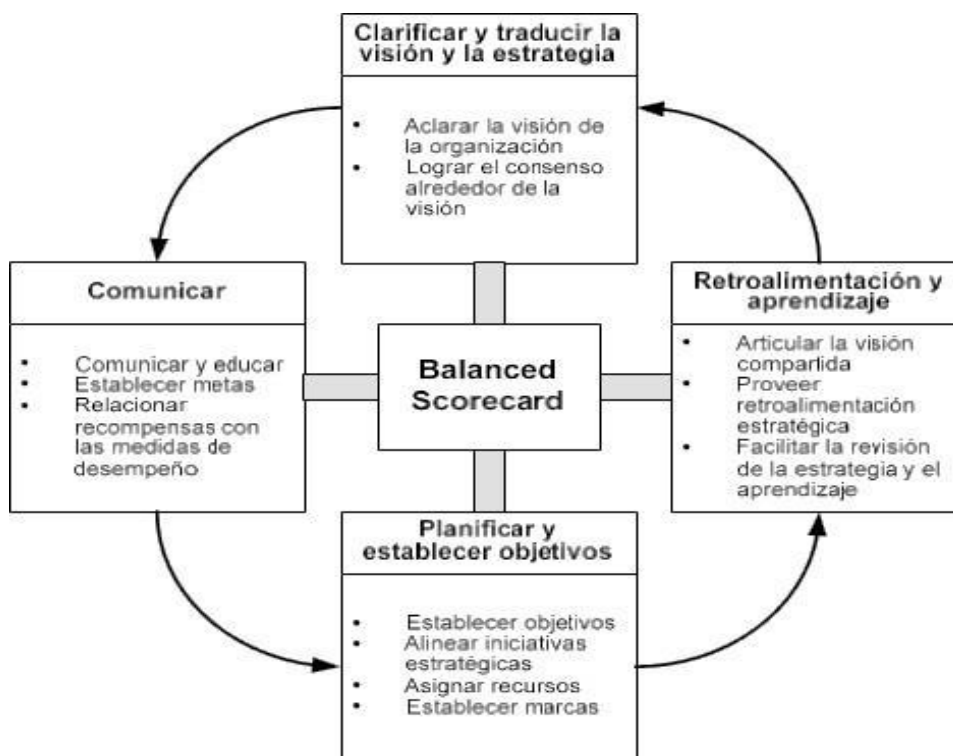 Clarificar y traducir la
visión y la estrategia
• Aclarar la visión de
la organización
• Lograr el consenso
alrededor de la
visión
Comunicar
• Comunicar y educar
• Establecer metas
• Relacionar
recompensas con
las medidas de
desempeño
Balanced
Scorecard
Retroalimentación y
aprendizaje
• Articular la visión
compartida
• Proveer
retroalimentación
estratégica
• Facilitar la revisión
de la estrategia y el
aprendizaje
Planificar y
establecer objetivos
• Establecer objetivos
• Alinear iniciativas
estratégicas
• Asignar recursos
• Establecer marcas